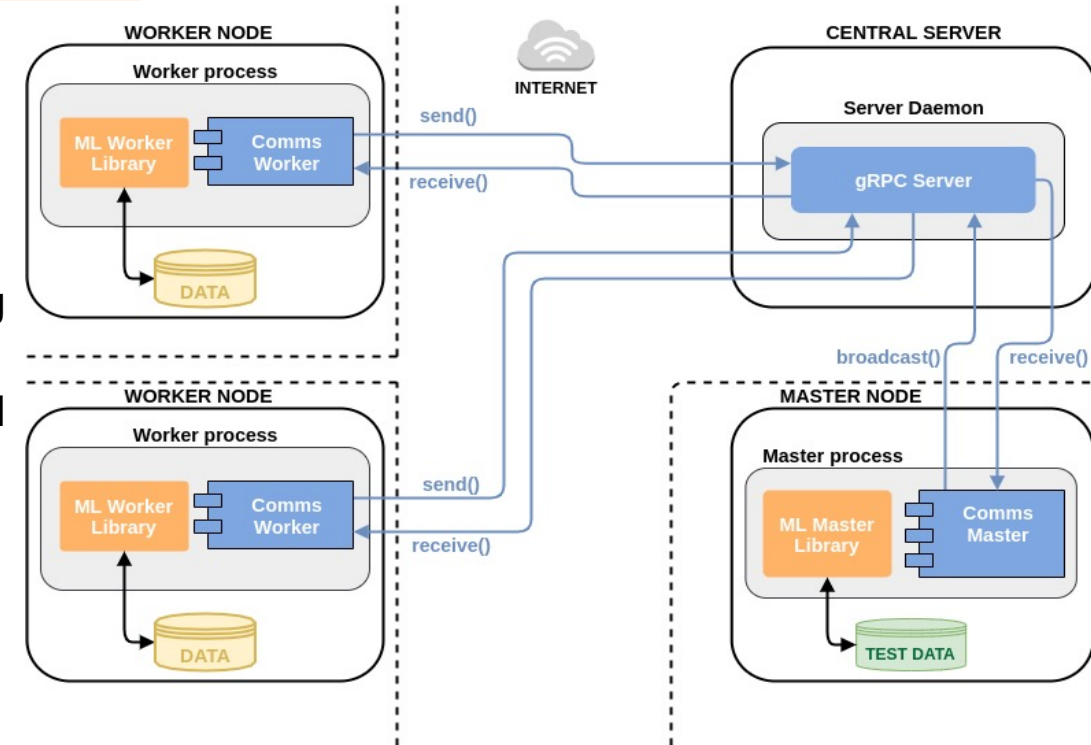 WORKER NODE
Worker process
ML Worker
Library
Comms
Worker
DATA
INTERNET
send()
receive()
CENTRAL SERVER
Server Daemon
gRPC Server
broadcast()
receive()
WORKER NODE
Worker process
ML Worker
Library
Comms
Worker
DATA
send()
receive()
MASTER NODE
Master process
ML Master
Library
Comms
Master
TEST DATA